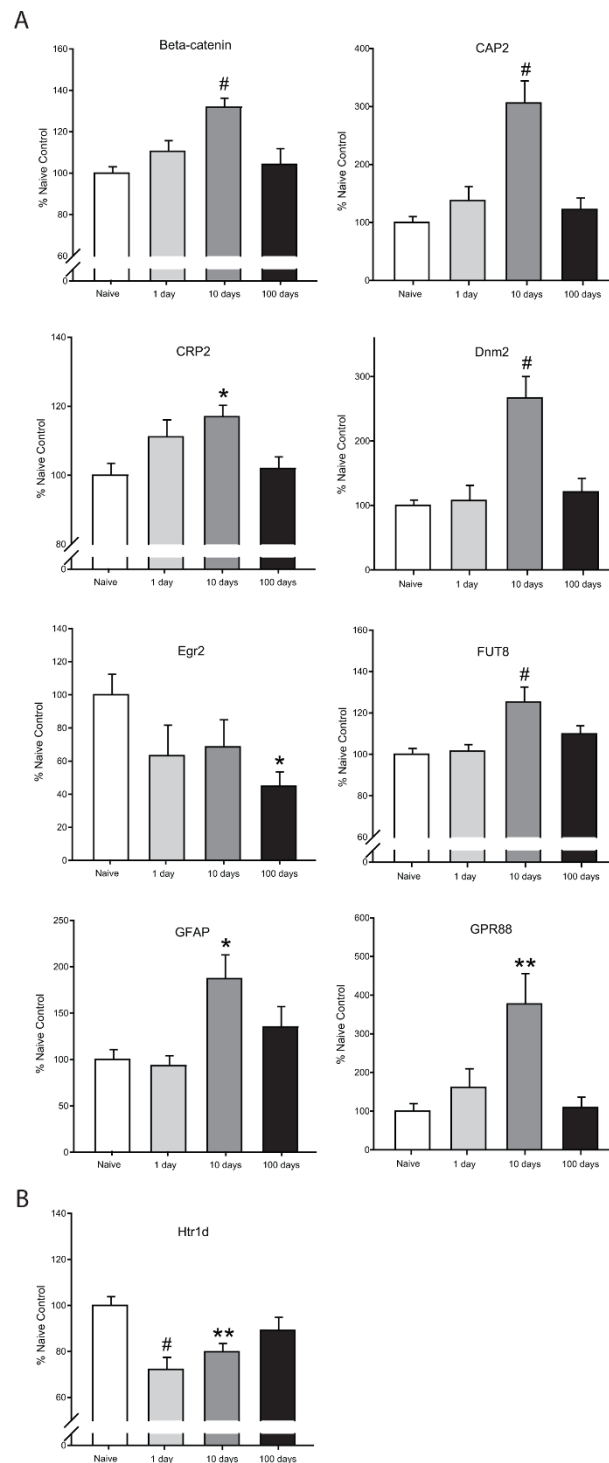 A
Beta-catenin
% Naive Control
160
140
120
100
80
60
0
#
Naive 1 day 10 days 100 days
CAP2
% Naive Control
400
300
200
100
0
#
Naive 1 day 10 days 100 days
CRP2
% Naive Control
140
120
100
80
0
*
Naive 1 day 10 days 100 days
Dnm2
% Naive Control
300
200
100
0
#
Naive 1 day 10 days 100 days
Egr2
% Naive Control
140
120
100
80
60
40
20
0
*
Naive 1 day 10 days 100 days
FUT8
% Naive Control
160
140
120
100
80
60
0
#
Naive 1 day 10 days 100 days
GFAP
% Naive Control
250
200
150
100
50
0
*
Naive 1 day 10 days 100 days
GPR88
% Naive Control
600
500
400
300
200
100
0
**
Naive 1 day 10 days 100 days
B
Htr1d
% Naive Control
140
120
100
80
60
0
# **
Naive 1 day 10 days 100 days